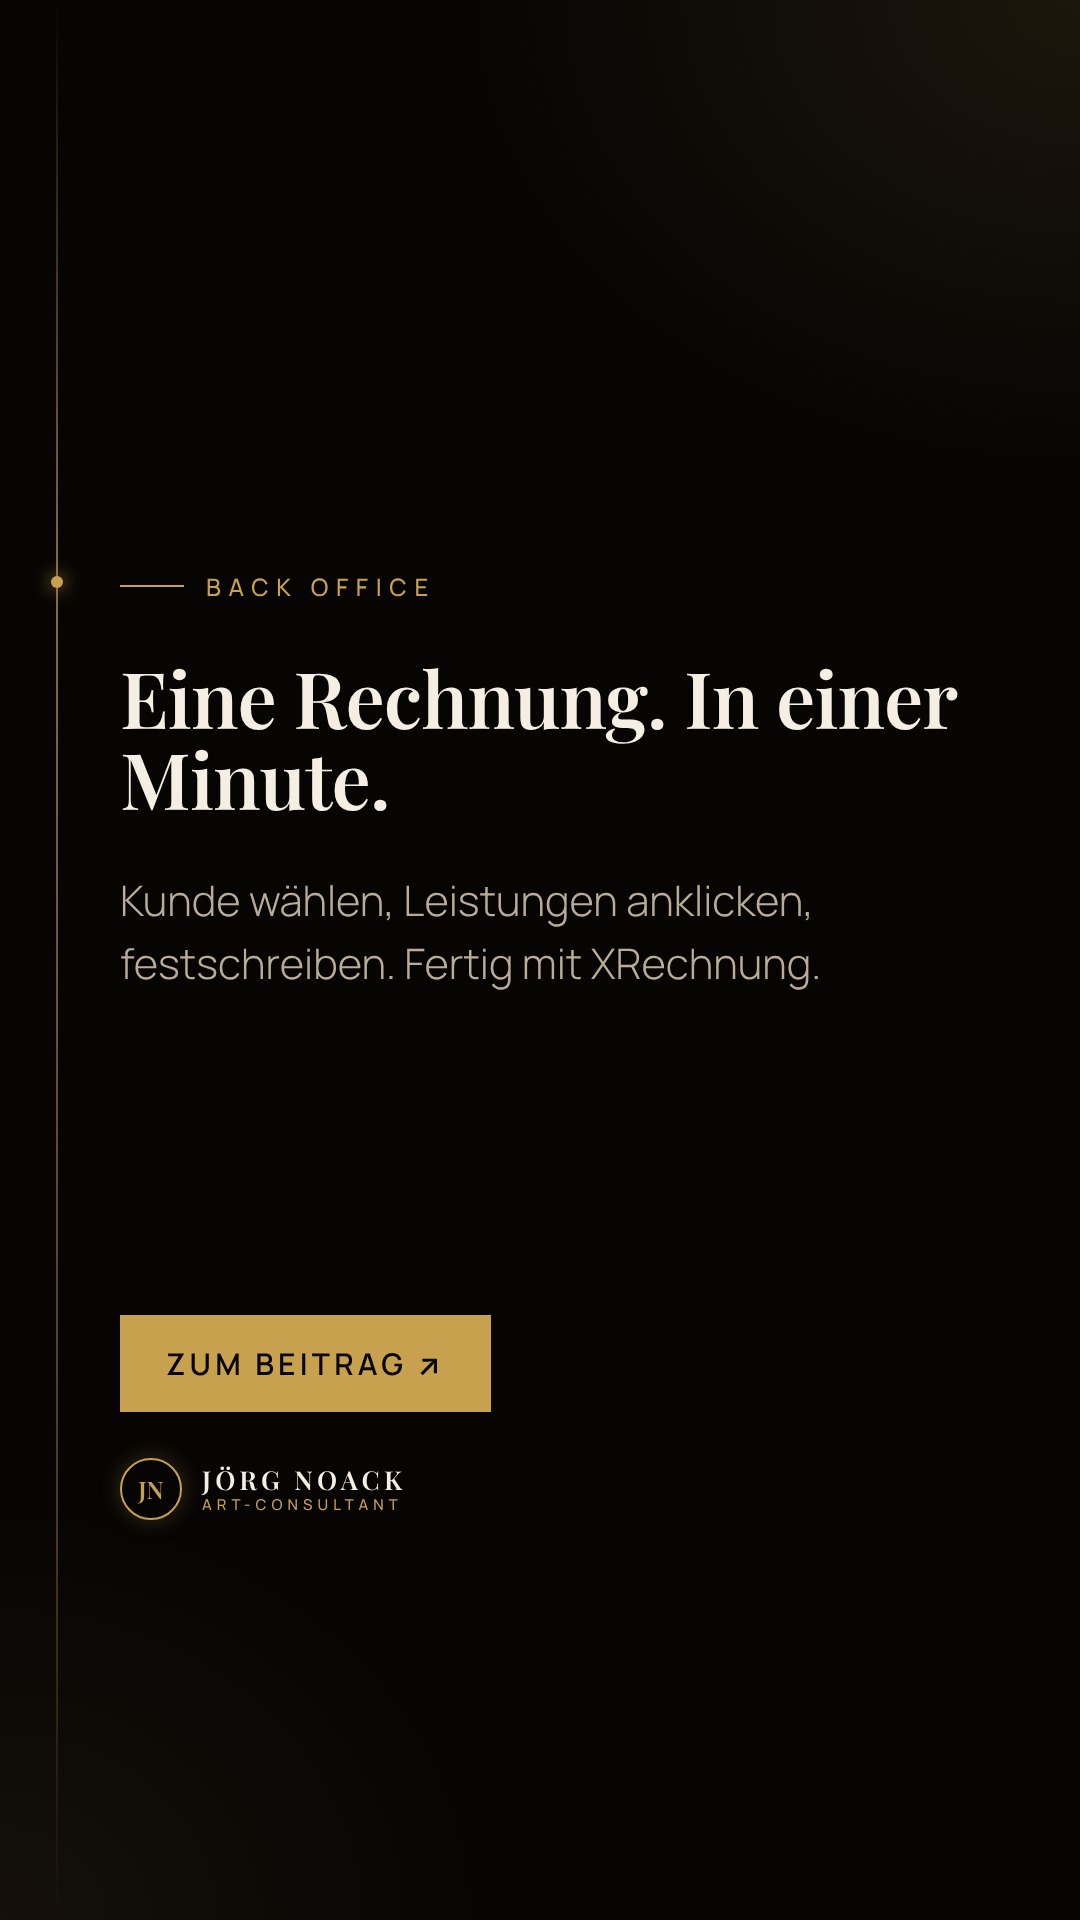 BACK OFFICE
Eine Rechnung. In einer
Minute.
Kunde wählen, Leistungen anklicken,
festschreiben. Fertig mit XRechnung.
ZUM BEITRAG ↗
JN
JÖRG NOACK
ART-CONSULTANT